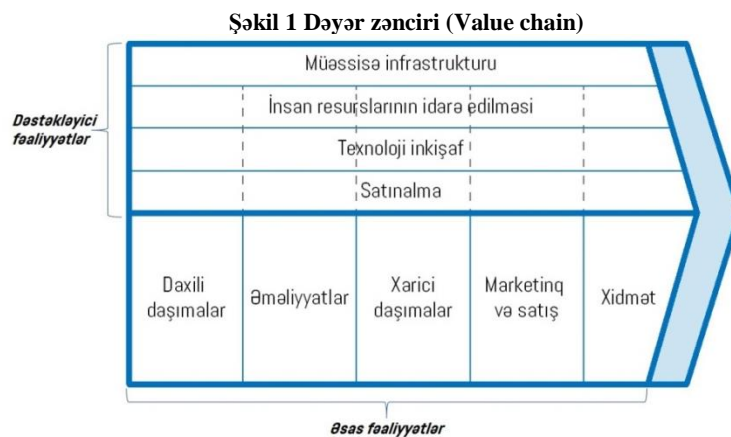 Şəkil 1 Dəyər zənciri (Value chain)
Müəssisə infrastrukturu
Dəstəkləyici
fəaliyyətlər
İnsan resurslarının idarə edilməsi
Texnoloji inkişaf
Satınalma
Daxili
daşımalar
Əməliyyatlar
Xarici
daşımalar
Marketinq
və satış
Xidmət
Əsas fəaliyyətlər